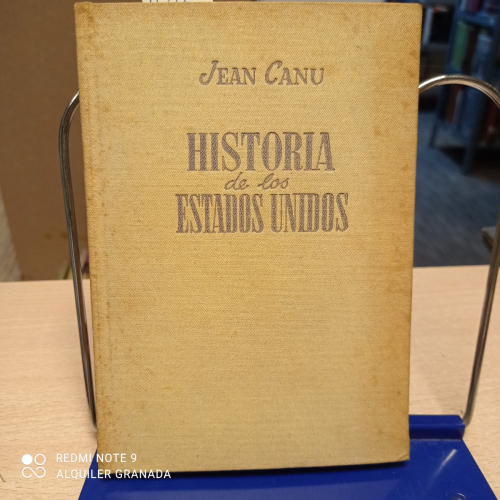 JEAN CANU
HISTORIA
de los
ESTADOS UNIDOS
REDMI NOTE 9
ALQUILER GRANADA